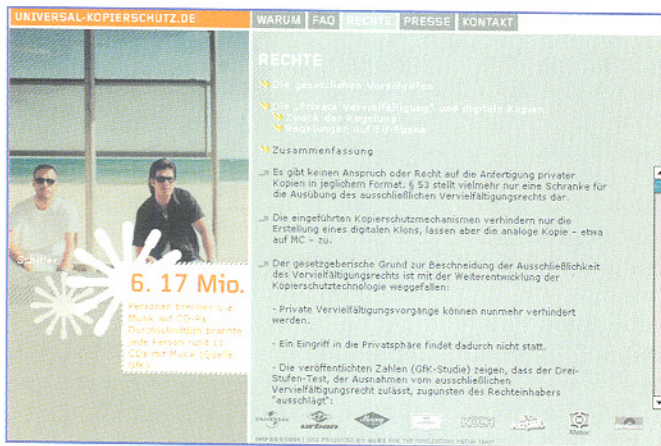 UNIVERSAL-KOPIERSCHUTZ.DE
WARUM FAQ RECHTE PRESSE KONTAKT
RECHTE
Die gesetzlichen Vorschriften
Die „Private Vervielfältigung" und digitale Kopien
Zweck der Regelung
Regelungen auf EU-Ebene
Zusammenfassung
Es gibt keinen Anspruch oder Recht auf die Anfertigung privater
Kopien in jeglichem Format. § 53 stellt vielmehr nur eine Schranke für
die Ausübung des ausschließlichen Vervielfältigungsrechts dar.
Die eingeführten Kopierschutzmechanismen verhindern nur die
Erstellung eines digitalen Klons, lassen aber die analoge Kopie – etwa
auf MC – zu.
Der gesetzgeberische Grund zur Beschneidung der Ausschließlichkeit
des Vervielfältigungsrechts ist mit der Weiterentwicklung der
Kopierschutztechnologie weggefallen:
- Private Vervielfältigungsvorgänge können nunmehr verhindert
werden.
- Ein Eingriff in die Privatsphäre findet dadurch nicht statt.
- Die veröffentlichten Zahlen (GfK-Studie) zeigen, dass der Drei-
Stufen-Test, der Ausnahmen vom ausschließlichen
Vervielfältigungsrecht zulässt, zugunsten des Rechteinhabers
"ausschlägt":
Schiller
6. 17 Mio.
Personen brennen u.a.
Musik auf CD-Rs.
Durchschnittlich brannte
jede Person rund 11
CDs mit Musik (Quelle:
GfK)
UNIVERSAL
urban
KOCH
Motor